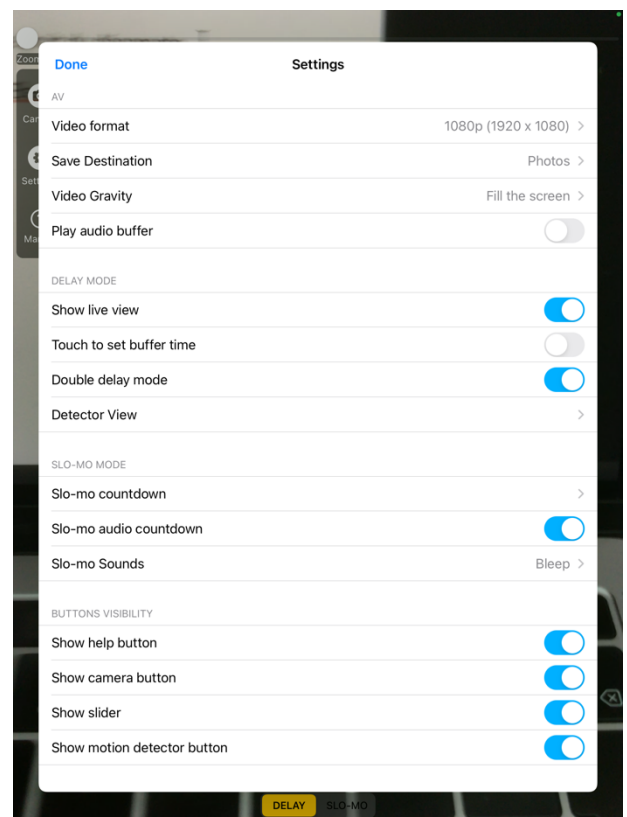 Zoom
Done Settings
AV
Video format 1080p (1920 x 1080)
Save Destination Photos
Video Gravity Fill the screen
Play audio buffer
DELAY MODE
Show live view
Touch to set buffer time
Double delay mode
Detector View
SLO-MO MODE
Slo-mo countdown
Slo-mo audio countdown
Slo-mo Sounds Bleep
BUTTONS VISIBILITY
Show help button
Show camera button
Show slider
Show motion detector button
DELAY SLO-MO